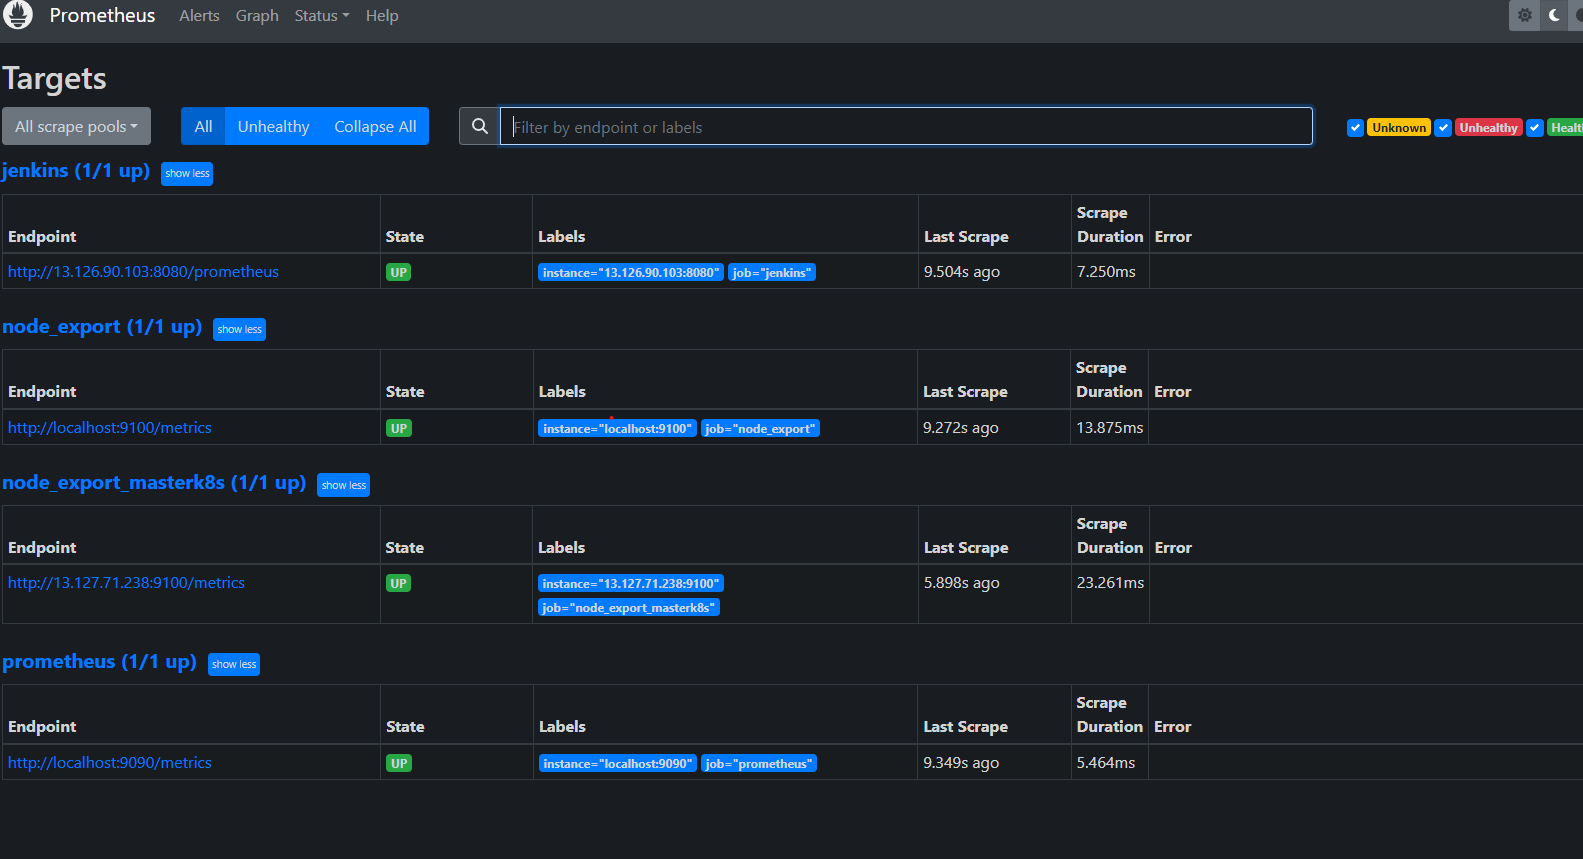 Prometheus Alerts Graph Status Help
Targets
All scrape pools All Unhealthy Collapse All Filter by endpoint or labels Unknown Unhealthy
jenkins (1/1 up) show less
Endpoint State Labels Last Scrape Scrape Duration Error
http://13.126.90.103:8080/prometheus UP instance="13.126.90.103:8080" job="jenkins" 9.504s ago 7.250ms
node_export (1/1 up) show less
Endpoint State Labels Last Scrape Scrape Duration Error
http://localhost:9100/metrics UP instance="localhost:9100" job="node_export" 9.272s ago 13.875ms
node_export_masterk8s (1/1 up) show less
Endpoint State Labels Last Scrape Scrape Duration Error
http://13.127.71.238:9100/metrics UP instance="13.127.71.238:9100" 5.898s ago 23.261ms
job="node_export_masterk8s"
prometheus (1/1 up) show less
Endpoint State Labels Last Scrape Scrape Duration Error
http://localhost:9090/metrics UP instance="localhost:9090" job="prometheus" 9.349s ago 5.464ms